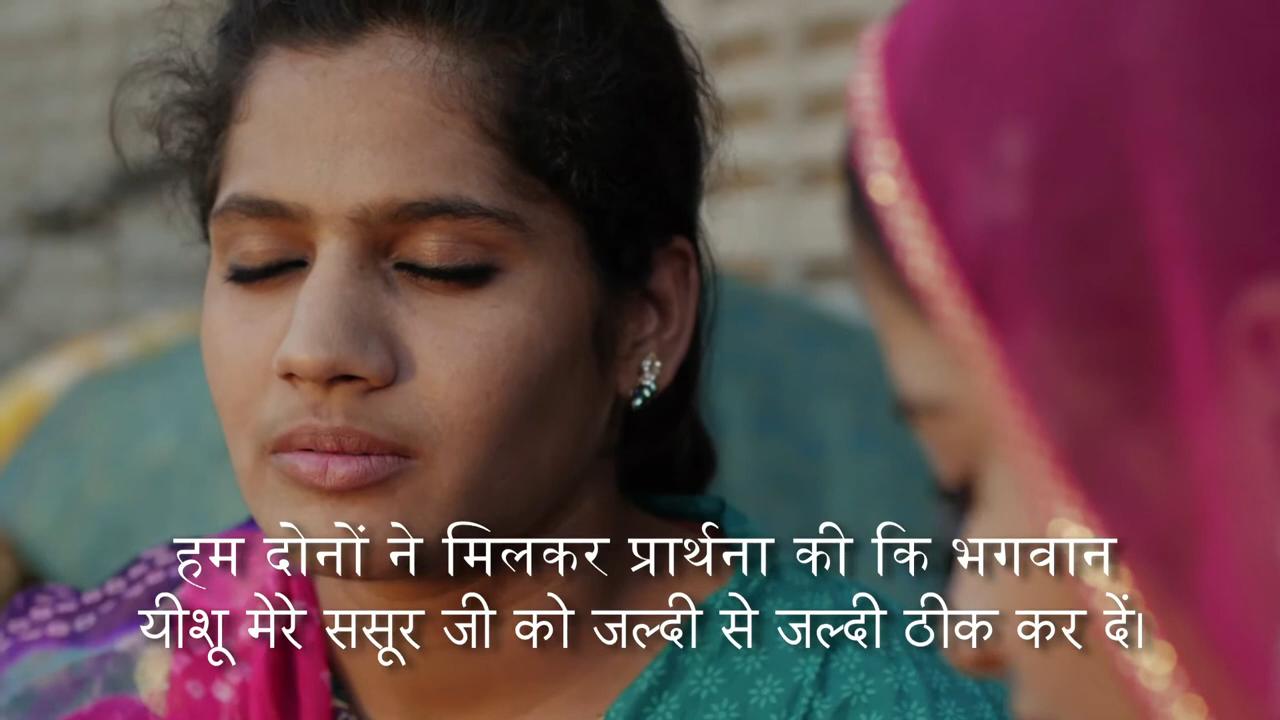 हम दोनों ने मिलकर प्रार्थना की कि भगवान
यीशु मेरे ससूर जी को जल्दी से जल्दी ठीक कर दें।